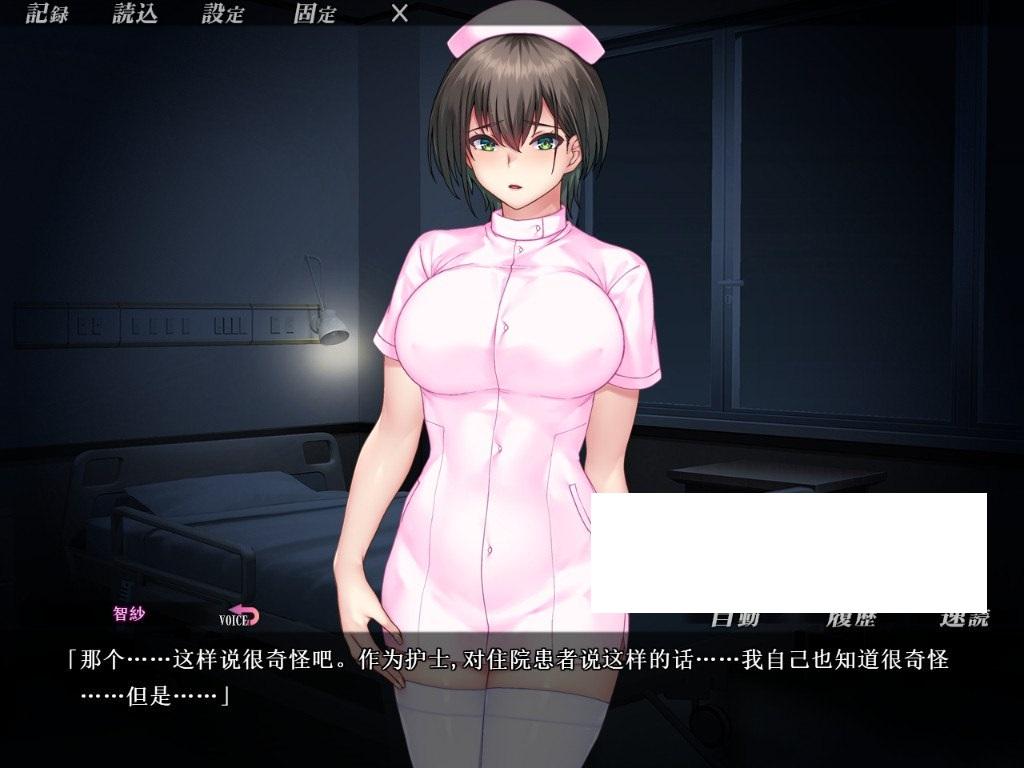 記録 読込 設定 固定 X
智紗 VOICE
自動 履歴 速読
「那个……这样说很奇怪吧。作为护士,对住院患者说这样的话……我自己也知道很奇怪
……但是……」